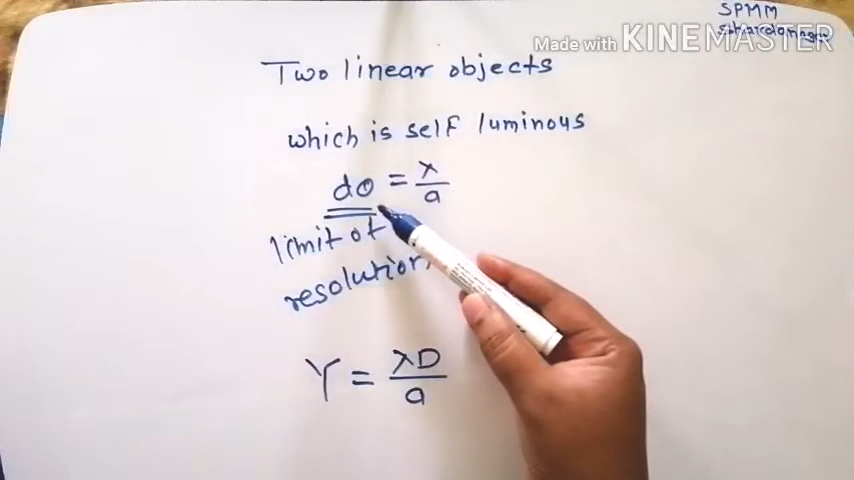 SPMM
Made with KINEMASTER
Two linear objects
which is self luminous
dθ = λ/a
limit of
resolution
Y = λD/a